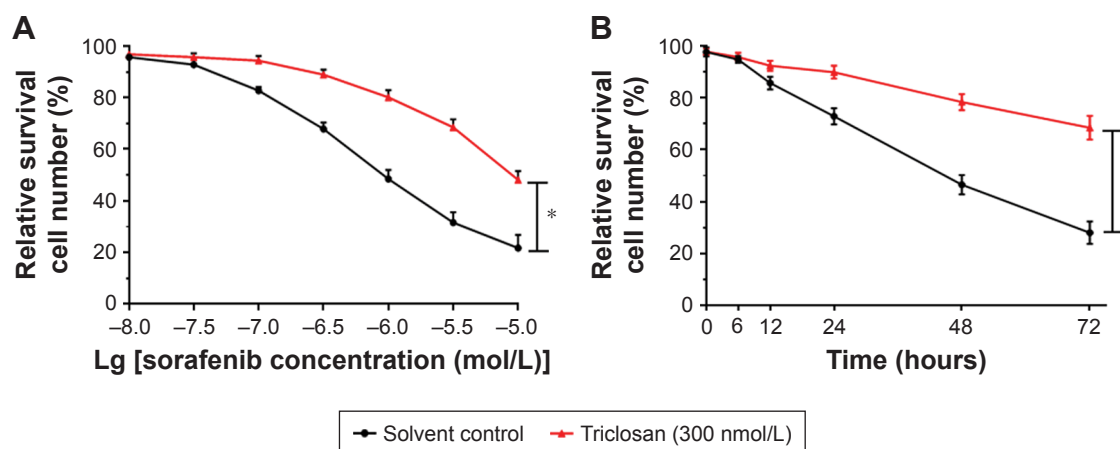 A
Relative survival
cell number (%)
100
80
60
40
20
0
*
–8.0 –7.5 –7.0 –6.5 –6.0 –5.5 –5.0
Lg [sorafenib concentration (mol/L)]
B
Relative survival
cell number (%)
100
80
60
40
20
0
0 6 12 24 48 72
Time (hours)
Solvent control Triclosan (300 nmol/L)